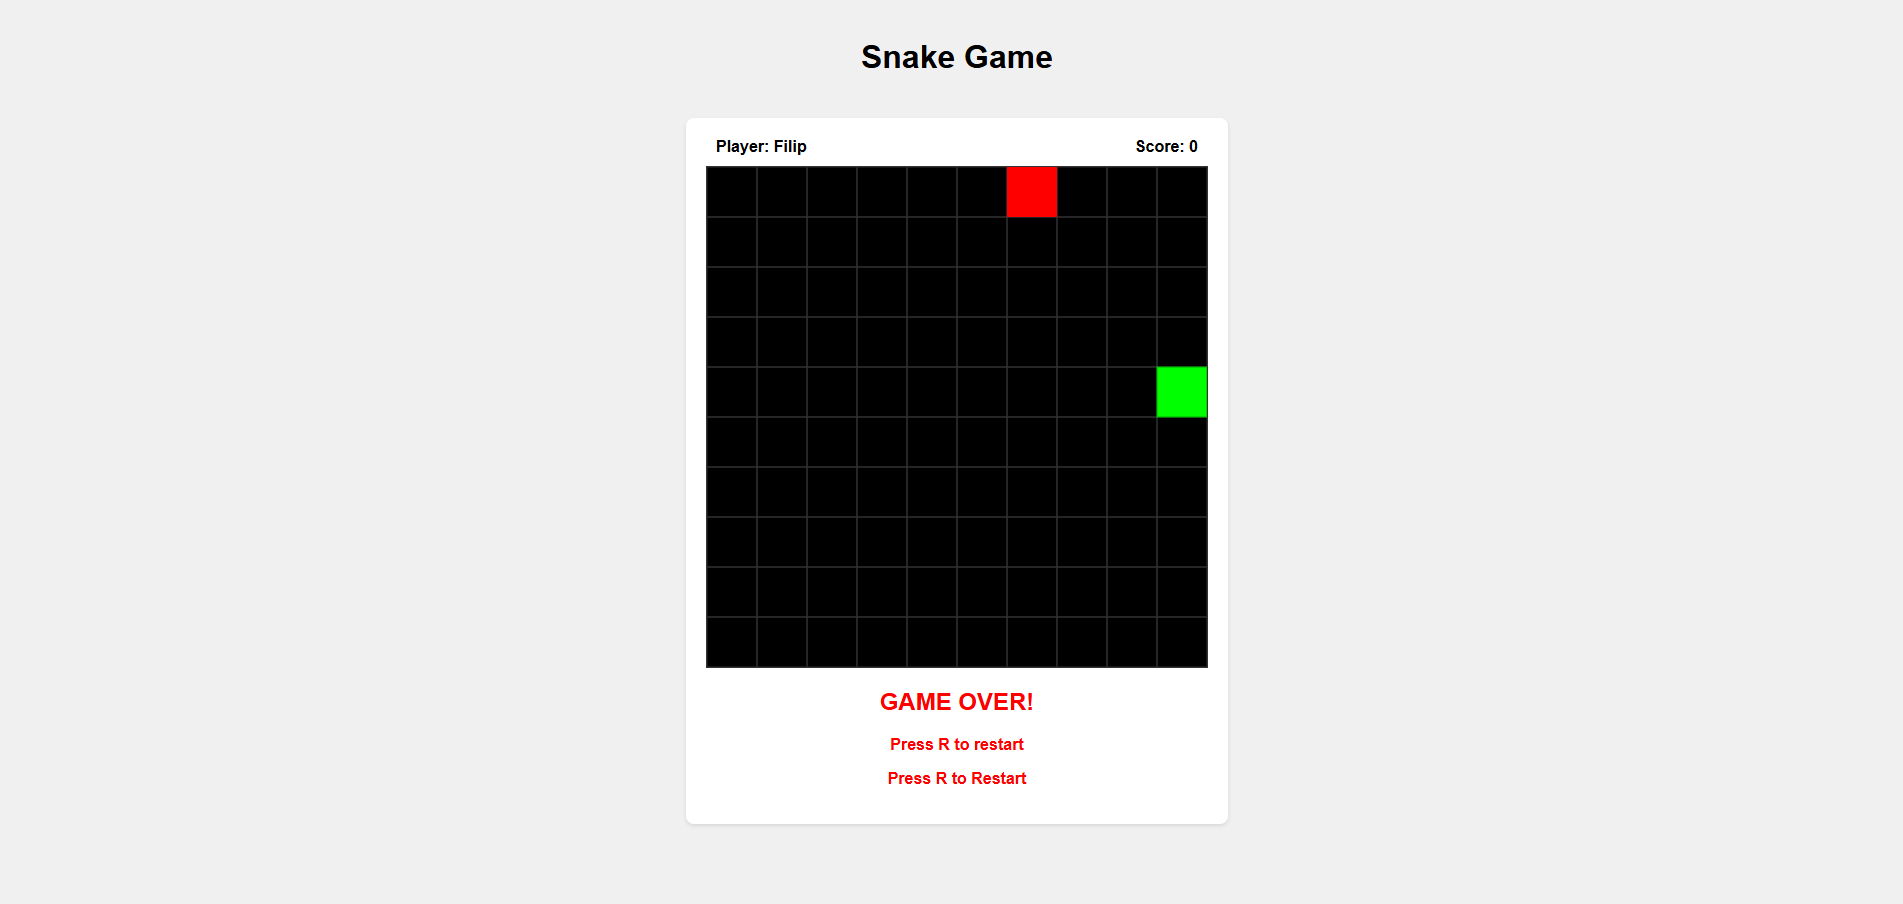 Snake Game
Player: Filip Score: 0
GAME OVER!
Press R to restart
Press R to Restart